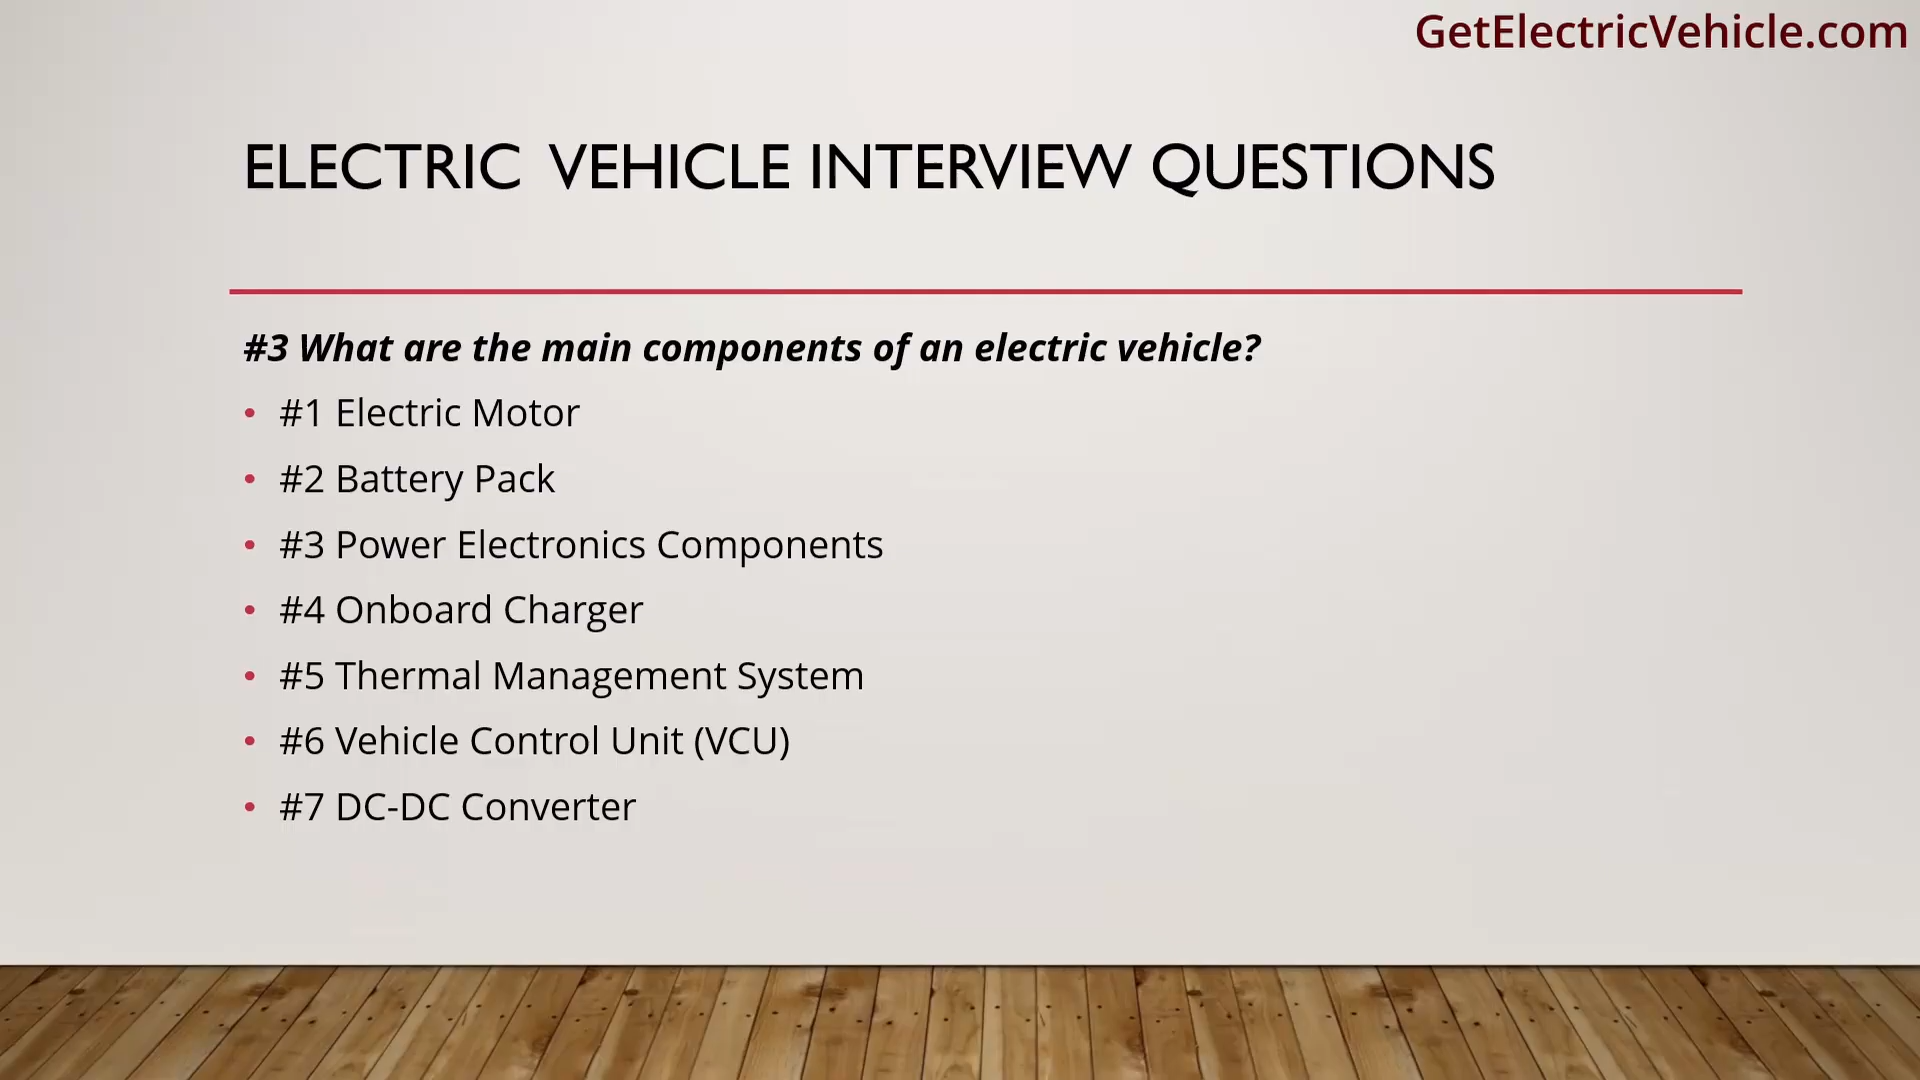 GetElectricVehicle.com
ELECTRIC VEHICLE INTERVIEW QUESTIONS
#3 What are the main components of an electric vehicle?
• #1 Electric Motor
• #2 Battery Pack
• #3 Power Electronics Components
• #4 Onboard Charger
• #5 Thermal Management System
• #6 Vehicle Control Unit (VCU)
• #7 DC-DC Converter